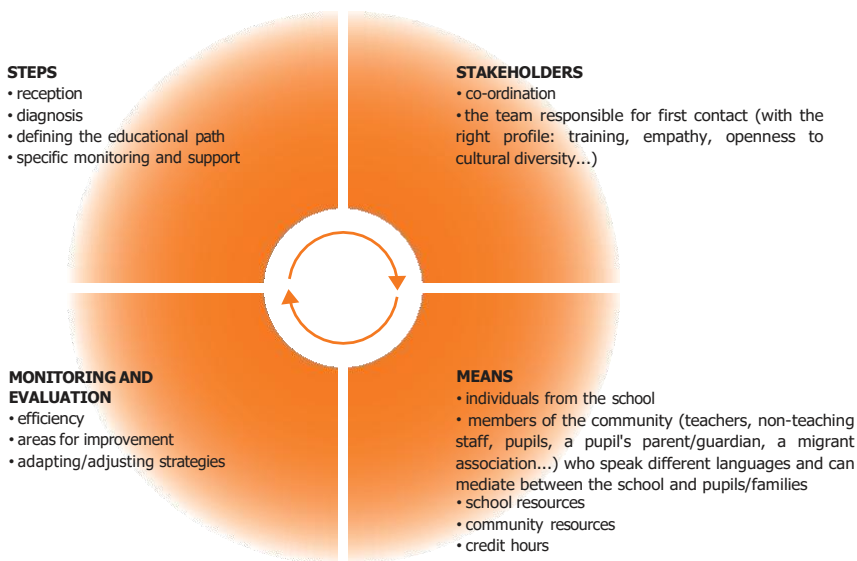 STEPS
• reception
• diagnosis
• defining the educational path
• specific monitoring and support
STAKEHOLDERS
• co-ordination
• the team responsible for first contact (with the
right profile: training, empathy, openness to
cultural diversity...)
MONITORING AND
EVALUATION
• efficiency
• areas for improvement
• adapting/adjusting strategies
MEANS
• individuals from the school
• members of the community (teachers, non-teaching
staff, pupils, a pupil's parent/guardian, a migrant
association...) who speak different languages and can
mediate between the school and pupils/families
• school resources
• community resources
• credit hours